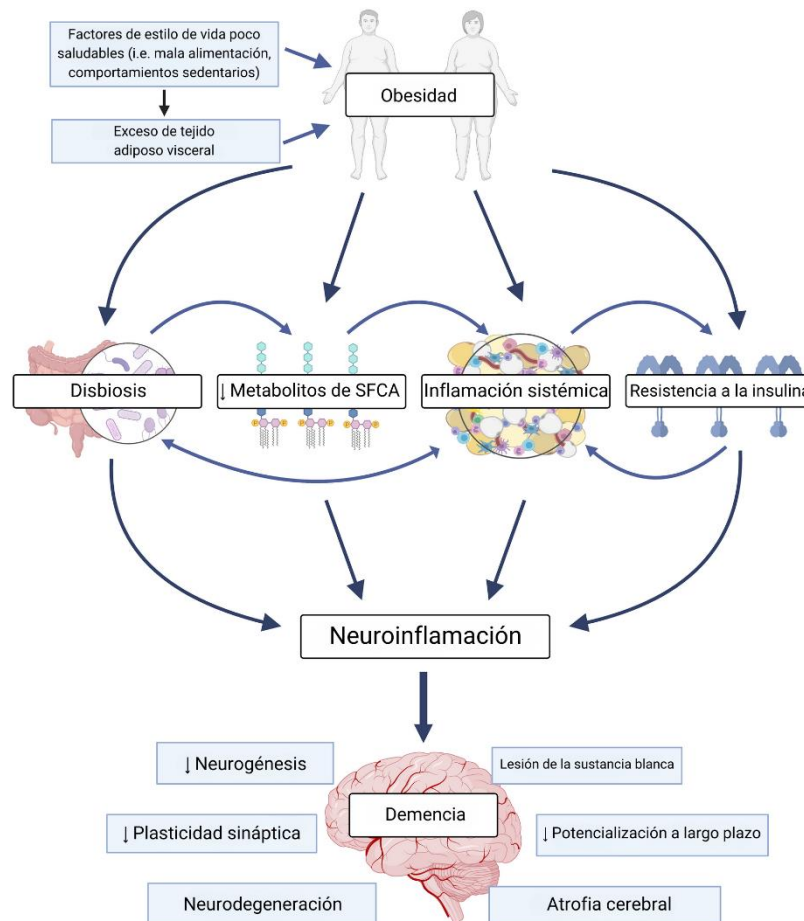 Factores de estilo de vida poco
saludables (i.e. mala alimentación,
comportamientos sedentarios)
Obesidad
Exceso de tejido
adiposo visceral
Disbiosis
↓ Metabolitos de SFCA
Inflamación sistémica
Resistencia a la insulina
Neuroinflamación
↓ Neurogénesis
Lesión de la sustancia blanca
Demencia
↓ Plasticidad sináptica
↓ Potencialización a largo plazo
Neurodegeneración
Atrofia cerebral